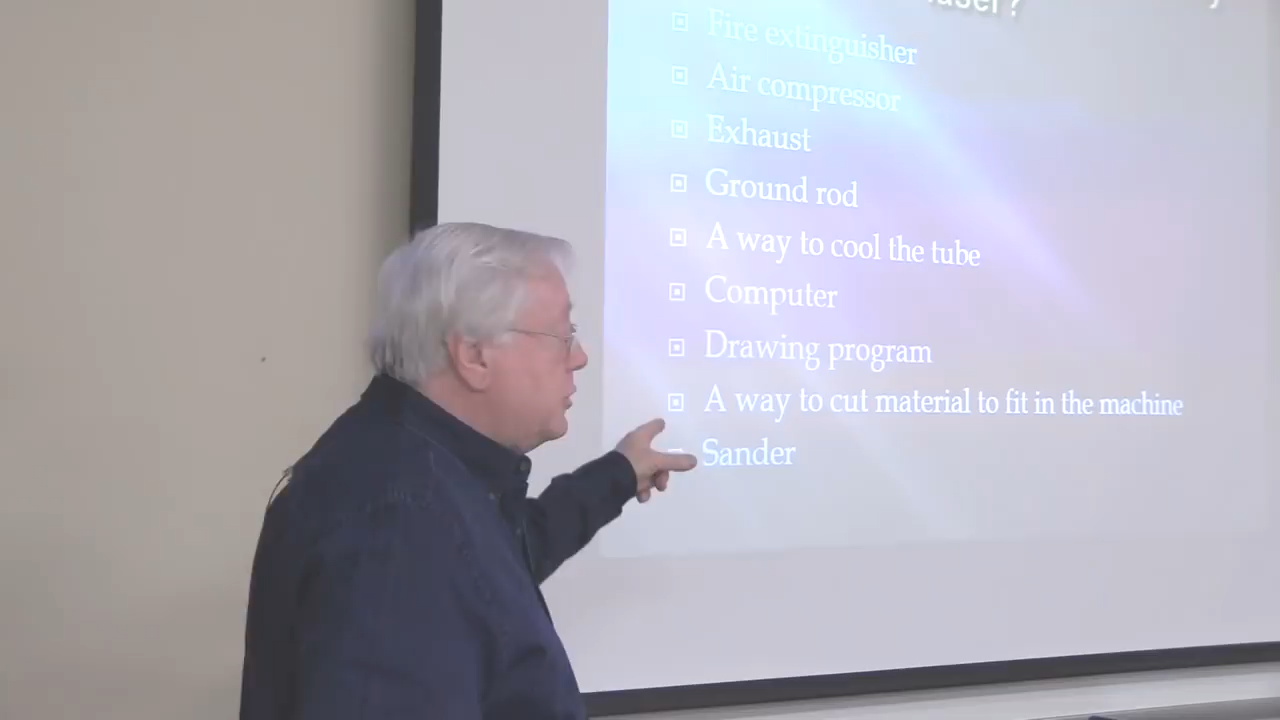 Fire extinguisher
Air compressor
Exhaust
Ground rod
A way to cool the tube
Computer
Drawing program
A way to cut material to fit in the machine
Sander